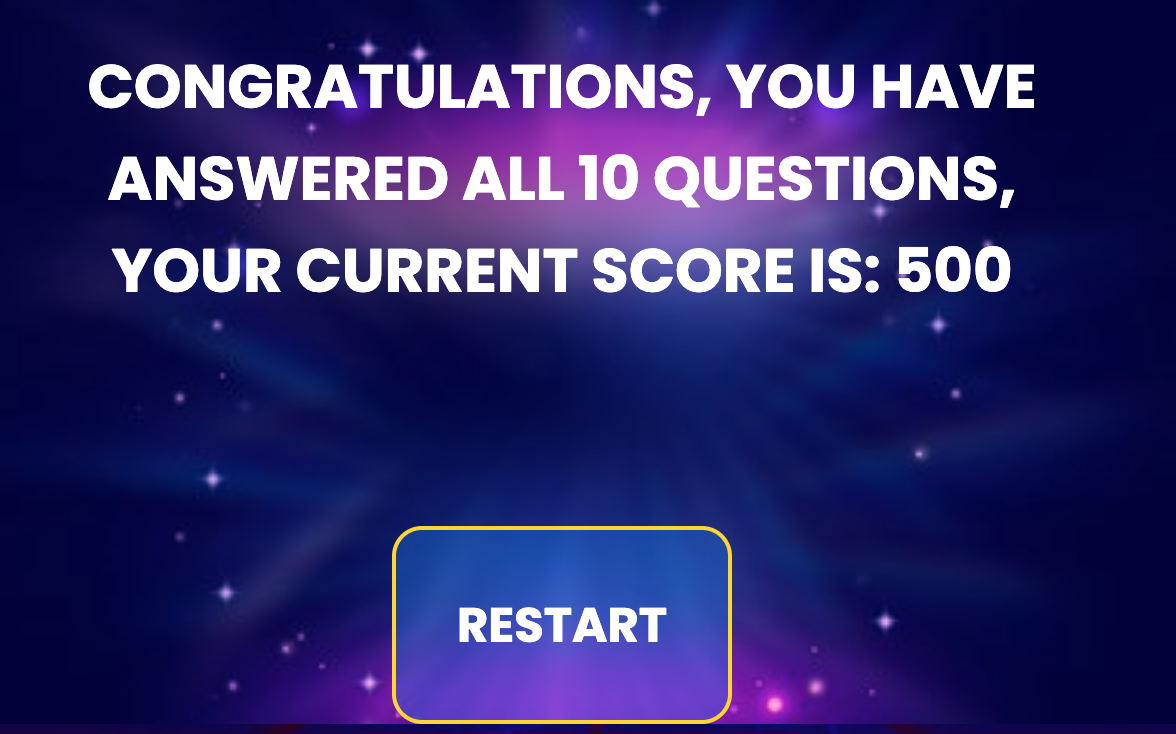 CONGRATULATIONS, YOU HAVE
ANSWERED ALL 10 QUESTIONS,
YOUR CURRENT SCORE IS: 500
RESTART